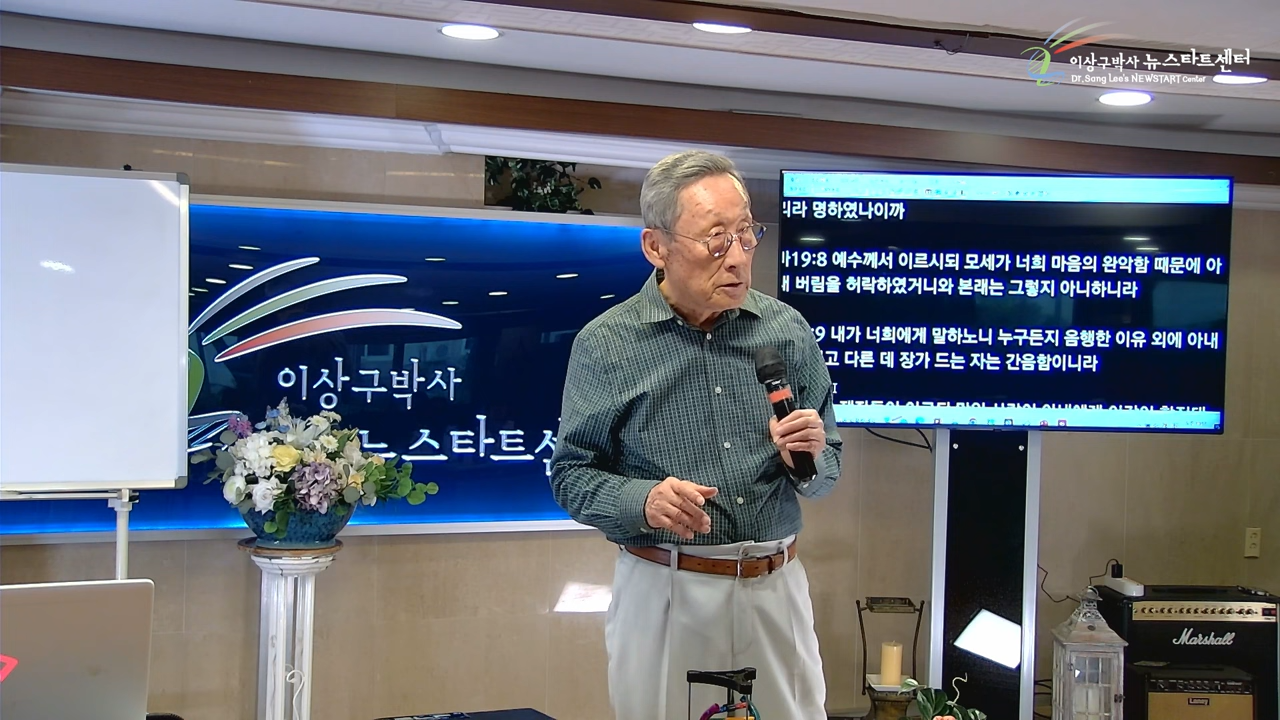 이상구박사 뉴스타트센터
Dr. Sang Lee's NEWSTART Center
리라 명하였나이까
마19:8 예수께서 이르시되 모세가 너희 마음의 완악함 때문에 아
내 버림을 허락하였거니와 본래는 그렇지 아니하니라
:9 내가 너희에게 말하노니 누구든지 음행한 이유 외에 아내
고 다른 데 장가 드는 자는 간음함이니라
이상구박사
뉴스타트센
Marshall
Laney